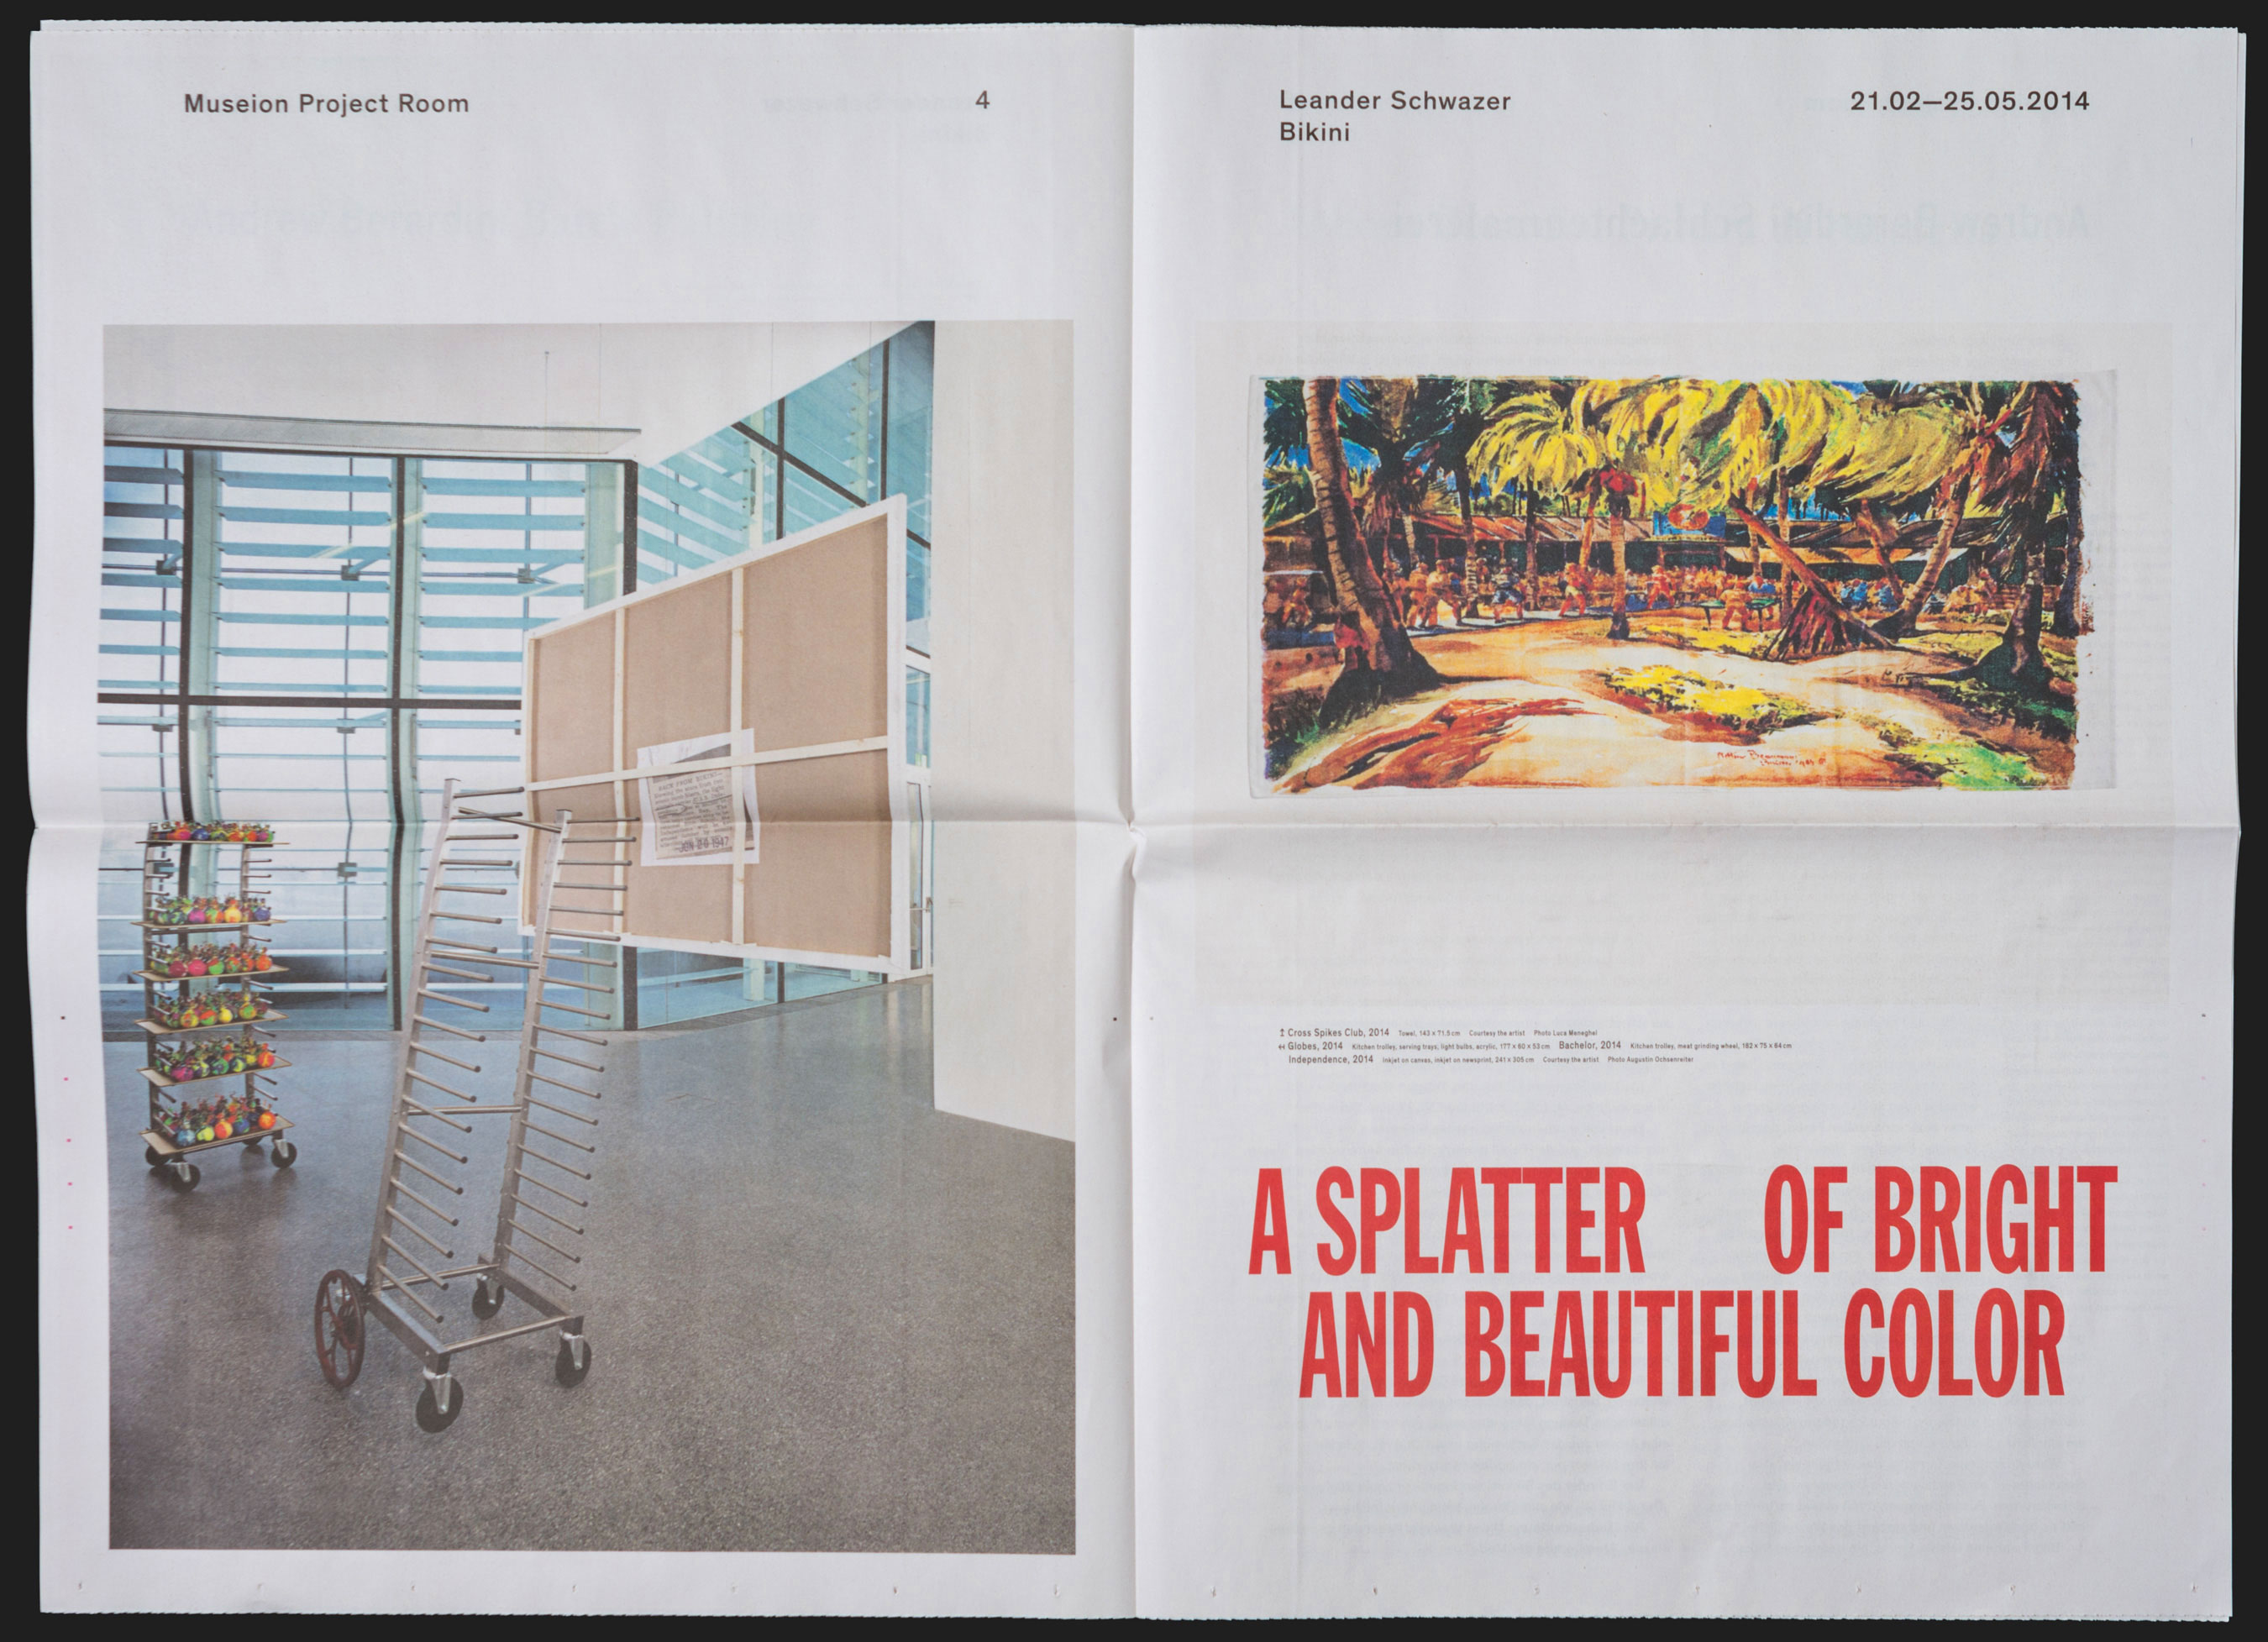 Museion Project Room
4
Leander Schwazer
Bikini
21.02—25.05.2014
BACK FROM BIKINI—
JUN 20 1947
↥ Cross Spikes Club, 2014 Towel, 143 x 71,5 cm Courtesy the artist Photo Luca Meneghel
↤ Globes, 2014 Kitchen trolley, serving trays, light bulbs, acrylic, 177 x 60 x 53 cm Bachelor, 2014 Kitchen trolley, meat grinding wheel, 182 x 75 x 64 cm
Independence, 2014 Inkjet on canvas, inkjet on newsprint, 241 x 305 cm Courtesy the artist Photo Augustin Ochsenreiter
A SPLATTER OF BRIGHT
AND BEAUTIFUL COLOR